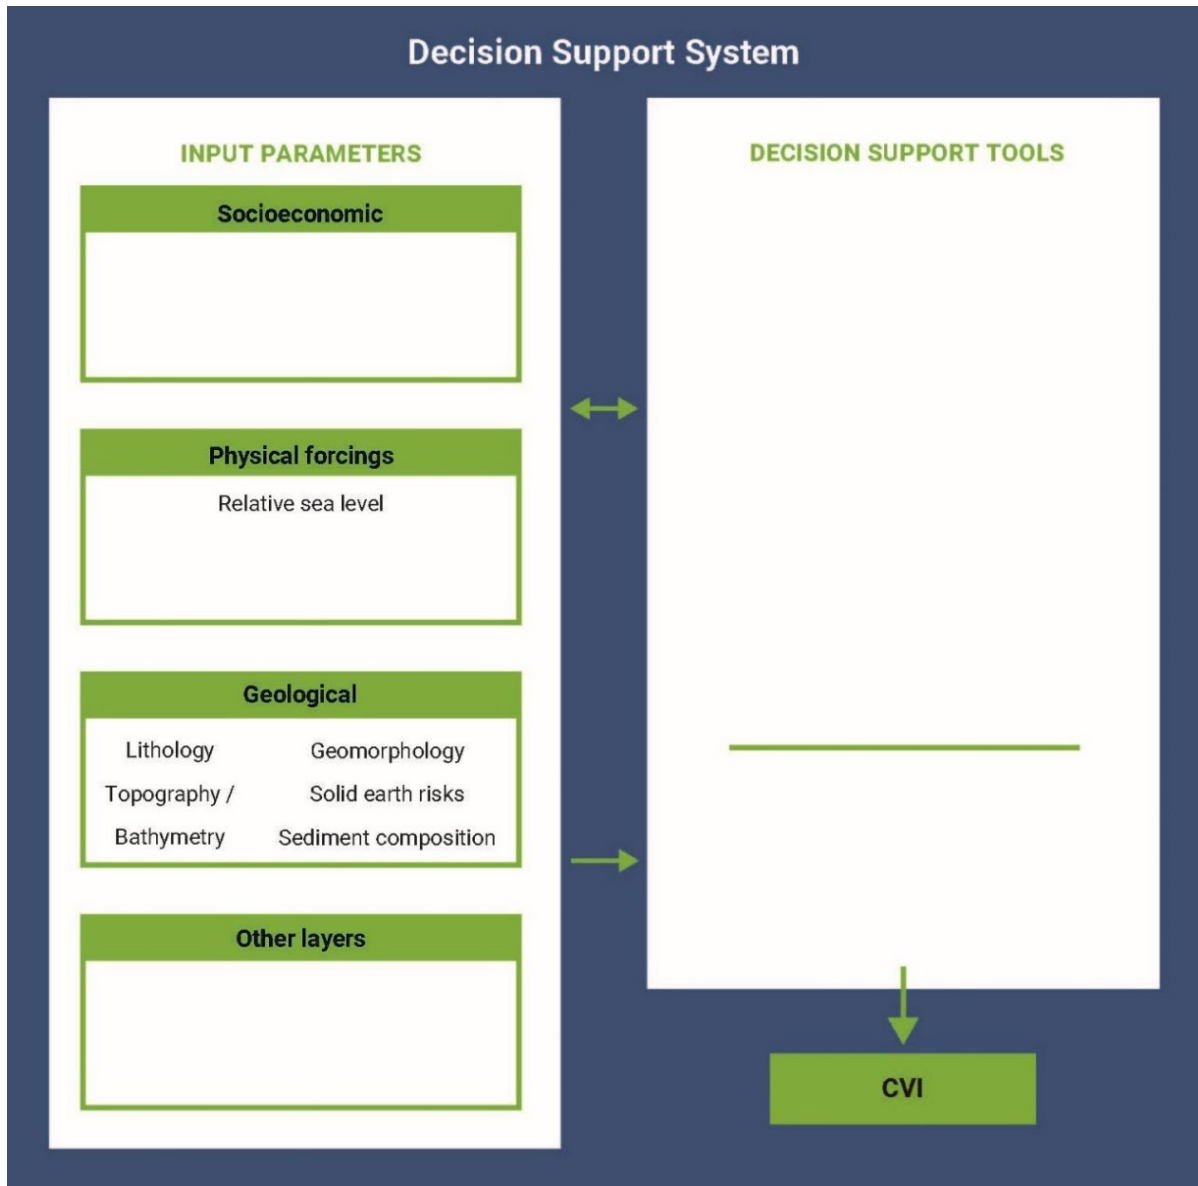 Decision Support System
INPUT PARAMETERS
Socioeconomic
Physical forcings
Relative sea level
Geological
Lithology
Topography /
Bathymetry
Geomorphology
Solid earth risks
Sediment composition
Other layers
DECISION SUPPORT TOOLS
CVI